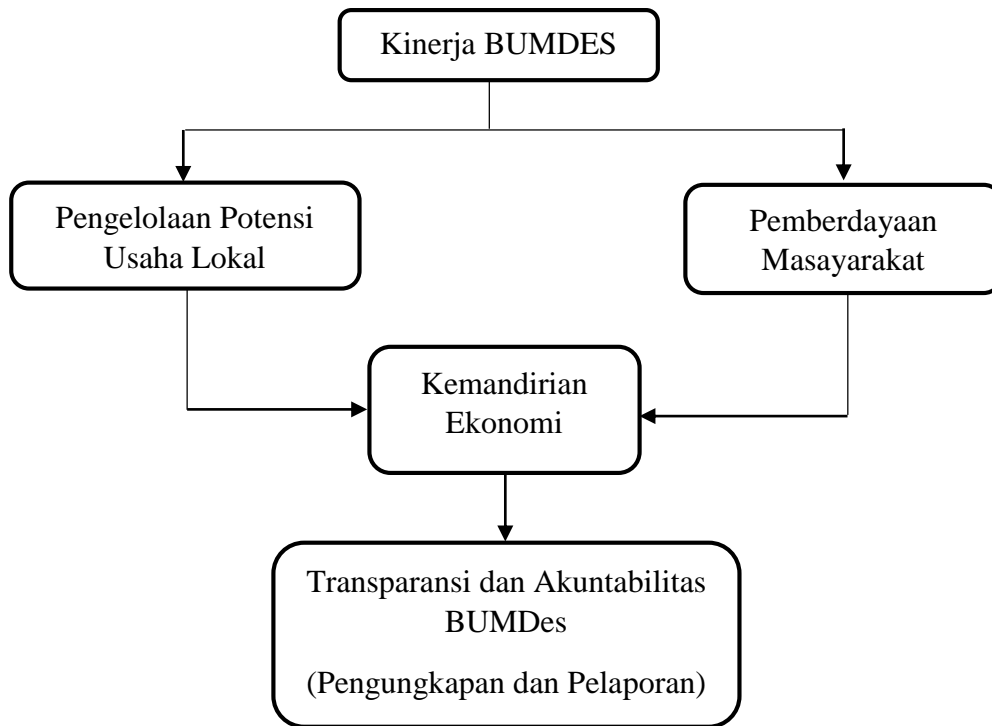 Kinerja BUMDES
Pengelolaan Potensi
Usaha Lokal
Pemberdayaan
Masayarakat
Kemandirian
Ekonomi
Transparansi dan Akuntabilitas
BUMDes
(Pengungkapan dan Pelaporan)